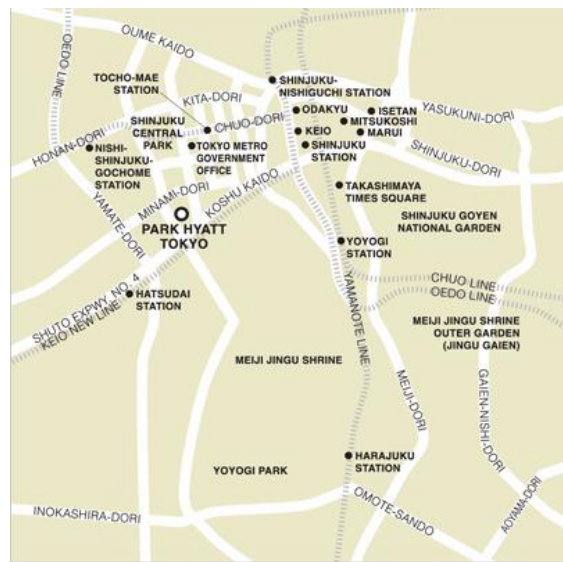 OUME KAIDO
OEDO LINE
TOCHO-MAE
STATION
SHINJUKU-
NISHIGUCHI STATION
KITA-DORI
ODAKYU
ISETAN
YASUKUNI-DORI
MITSUKOSHI
CHUO-DORI
SHINJUKU
CENTRAL
PARK
KEIO
MARUI
HONAN-DORI
NISHI-
SHINJUKU-
GOCHOME
STATION
TOKYO METRO
GOVERNMENT
OFFICE
SHINJUKU
STATION
SHINJUKU-DORI
MINAMI-DORI
KOSHU KAIDO
TAKASHIMAYA
TIMES SQUARE
YAMATE-DORI
PARK HYATT
TOKYO
SHINJUKU GOYEN
NATIONAL GARDEN
YOYOGI
STATION
CHUO LINE
OEDO LINE
SHUTO EXPWY. NO. 4
KEIO NEW LINE
HATSUDAI
STATION
YAMANOTE LINE
MEIJI JINGU SHRINE
OUTER GARDEN
(JINGU GAIEN)
MEIJI JINGU SHRINE
MEIJI-DORI
GAIEN-NISHI-DORI
HARAJUKU
STATION
YOYOGI PARK
INOKASHIRA-DORI
OMOTE-SANDO
AOYAMA-DORI